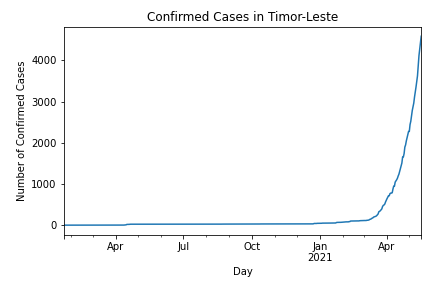 Confirmed Cases in Timor-Leste
Number of Confirmed Cases
4000
3000
2000
1000
0
Apr Jul Oct Jan Apr
2021
Day